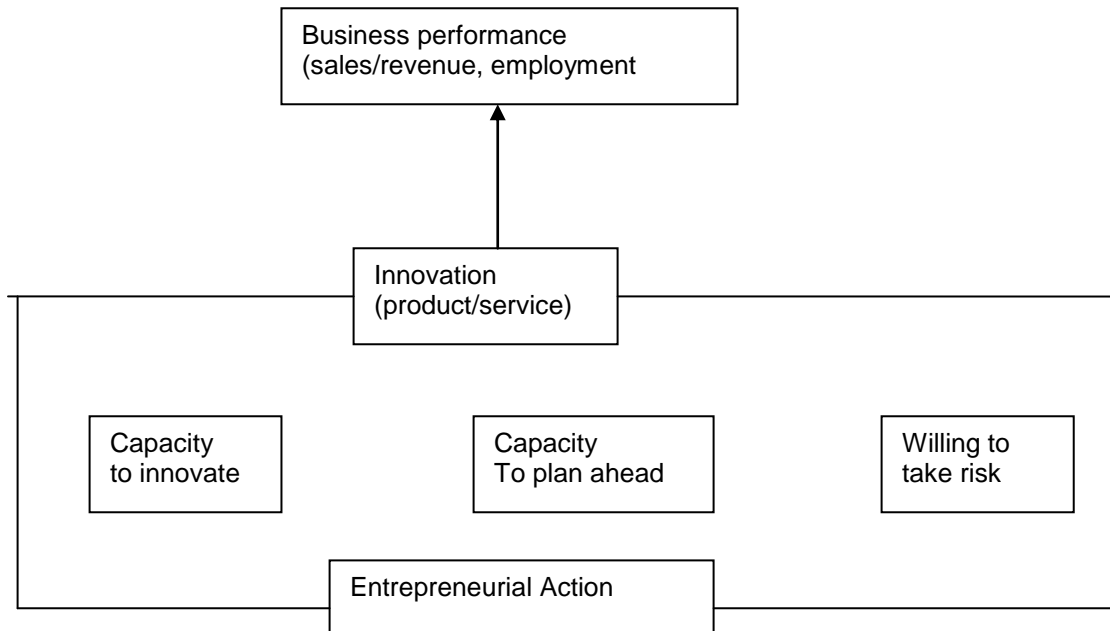 Business performance
(sales/revenue, employment
Innovation
(product/service)
Capacity
to innovate
Capacity
To plan ahead
Willing to
take risk
Entrepreneurial Action